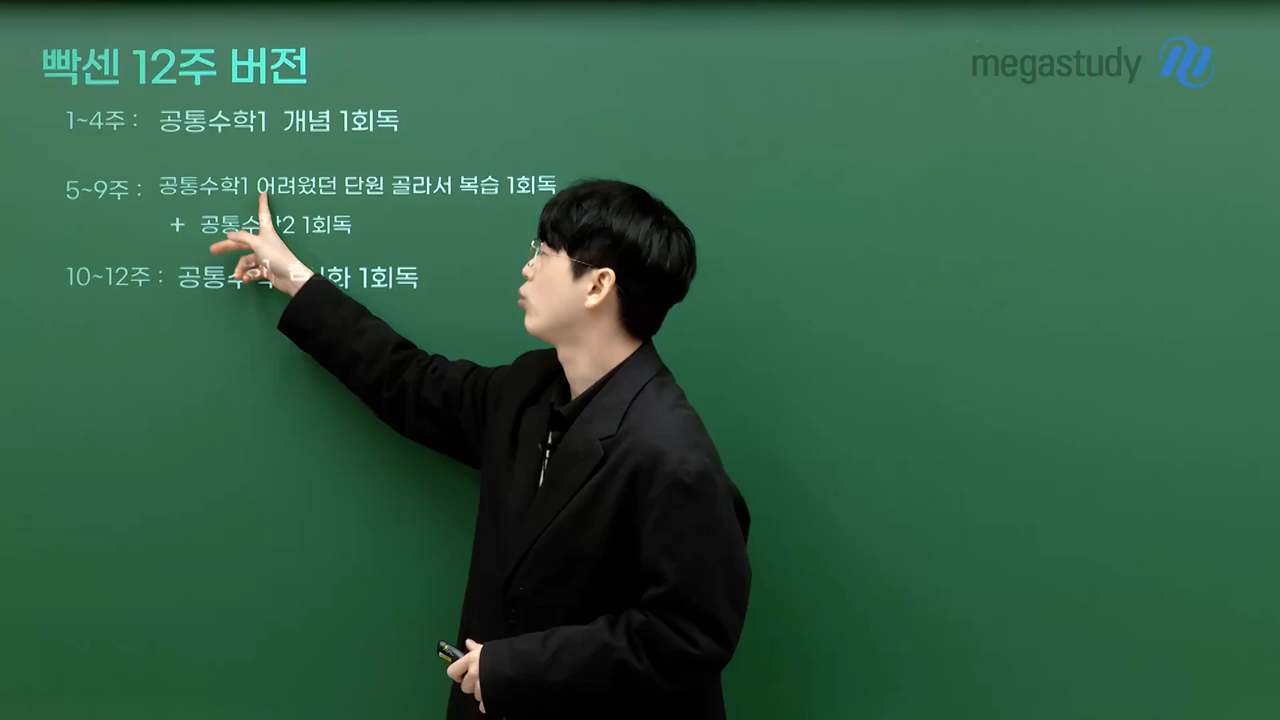 빡센 12주 버전
megastudy
1~4주 : 공통수학1 개념 1회독
5~9주 : 공통수학1 어려웠던 단원 골라서 복습 1회독
+ 공통수학2 1회독
10~12주 : 1회독